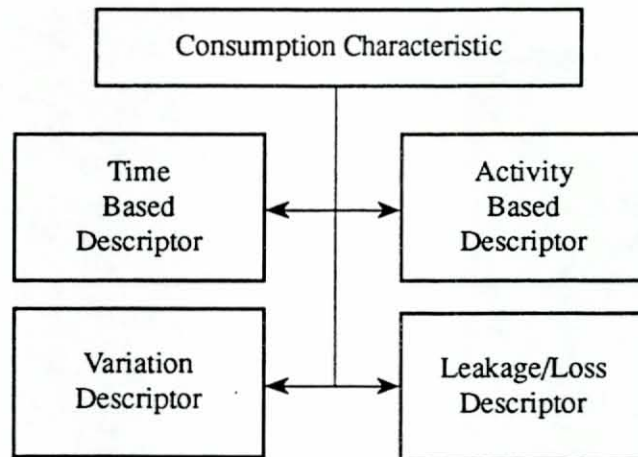 Consumption Characteristic
Time
Based
Descriptor
Activity
Based
Descriptor
Variation
Descriptor
Leakage/Loss
Descriptor